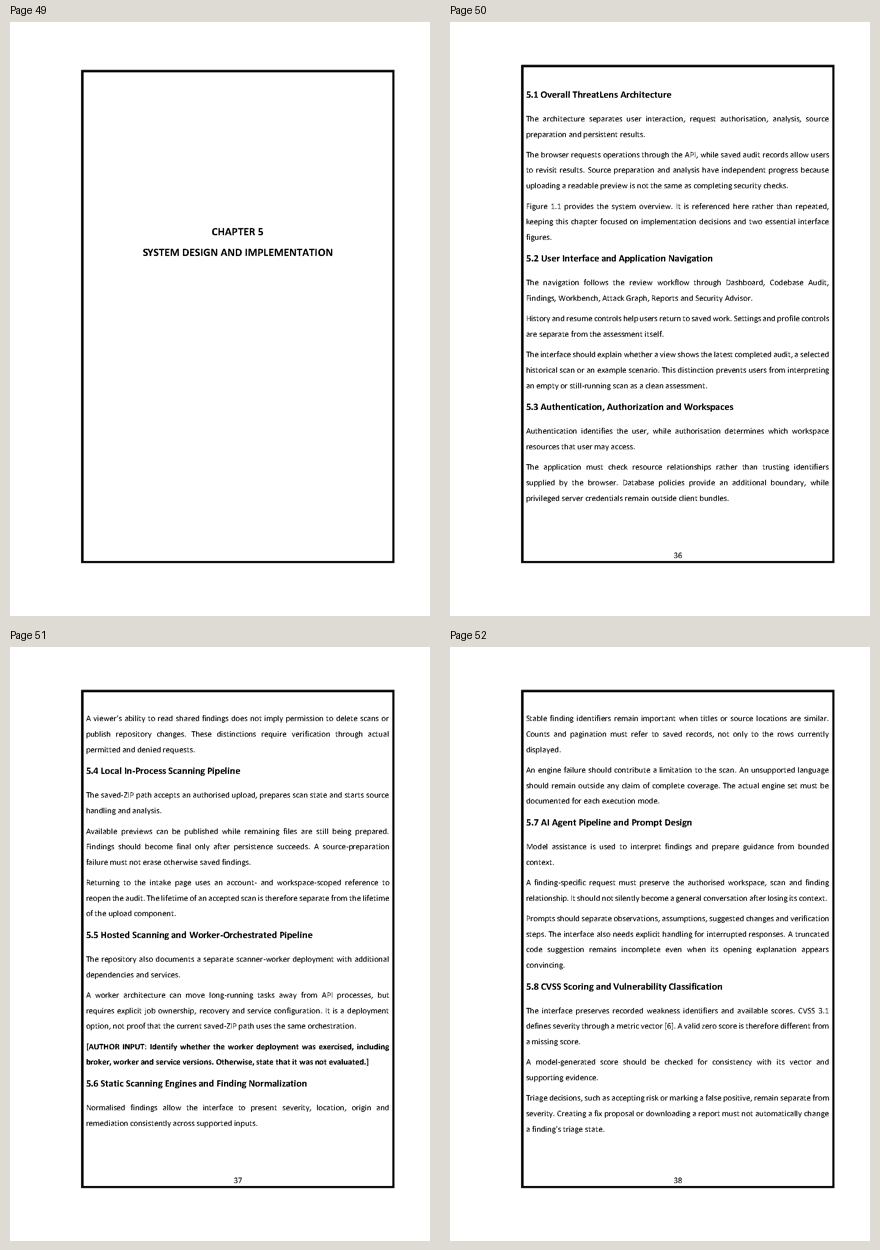 Page 49
CHAPTER 5
SYSTEM DESIGN AND IMPLEMENTATION
Page 50
5.1 Overall ThreatLens Architecture
The architecture separates user interaction, request authorisation, analysis, source
preparation and persistent results.
The browser requests operations through the API, while saved audit records allow users
to revisit results. Source preparation and analysis have independent progress because
uploading a readable preview is not the same as completing security checks.
Figure 1.1 provides the system overview. It is referenced here rather than repeated,
keeping this chapter focused on implementation decisions and two essential interface
figures.
5.2 User Interface and Application Navigation
The navigation follows the review workflow through Dashboard, Codebase Audit,
Findings, Workbench, Attack Graph, Reports and Security Advisor.
History and resume controls help users return to saved work. Settings and profile controls
are separate from the assessment itself.
The interface should explain whether a view shows the latest completed audit, a selected
historical scan or an example scenario. This distinction prevents users from interpreting
an empty or still-running scan as a clean assessment.
5.3 Authentication, Authorization and Workspaces
Authentication identifies the user, while authorisation determines which workspace
resources that user may access.
The application must check resource relationships rather than trusting identifiers
supplied by the browser. Database policies provide an additional boundary, while
privileged server credentials remain outside client bundles.
36
Page 51
A viewer's ability to read shared findings does not imply permission to delete scans or
publish repository changes. These distinctions require verification through actual
permitted and denied requests.
5.4 Local In-Process Scanning Pipeline
The saved-ZIP path accepts an authorised upload, prepares scan state and starts source
handling and analysis.
Available previews can be published while remaining files are still being prepared.
Findings should become final only after persistence succeeds. A source-preparation
failure must not erase otherwise saved findings.
Returning to the intake page uses an account- and workspace-scoped reference to
reopen the audit. The lifetime of an accepted scan is therefore separate from the lifetime
of the upload component.
5.5 Hosted Scanning and Worker-Orchestrated Pipeline
The repository also documents a separate scanner-worker deployment with additional
dependencies and services.
A worker architecture can move long-running tasks away from API processes, but
requires explicit job ownership, recovery and service configuration. It is a deployment
option, not proof that the current saved-ZIP path uses the same orchestration.
[AUTHOR INPUT: Identify whether the worker deployment was exercised, including
broker, worker and service versions. Otherwise, state that it was not evaluated.]
5.6 Static Scanning Engines and Finding Normalization
Normalised findings allow the interface to present severity, location, origin and
remediation consistently across supported inputs.
37
Page 52
Stable finding identifiers remain important when titles or source locations are similar.
Counts and pagination must refer to saved records, not only to the rows currently
displayed.
An engine failure should contribute a limitation to the scan. An unsupported language
should remain outside any claim of complete coverage. The actual engine set must be
documented for each execution mode.
5.7 AI Agent Pipeline and Prompt Design
Model assistance is used to interpret findings and prepare guidance from bounded
context.
A finding-specific request must preserve the authorised workspace, scan and finding
relationship. It should not silently become a general conversation after losing its context.
Prompts should separate observations, assumptions, suggested changes and verification
steps. The interface also needs explicit handling for interrupted responses. A truncated
code suggestion remains incomplete even when its opening explanation appears
convincing.
5.8 CVSS Scoring and Vulnerability Classification
The interface preserves recorded weakness identifiers and available scores. CVSS 3.1
defines severity through a metric vector [6]. A valid zero score is therefore different from
a missing score.
A model-generated score should be checked for consistency with its vector and
supporting evidence.
Triage decisions, such as accepting risk or marking a false positive, remain separate from
severity. Creating a fix proposal or downloading a report must not automatically change
a finding's triage state.
38